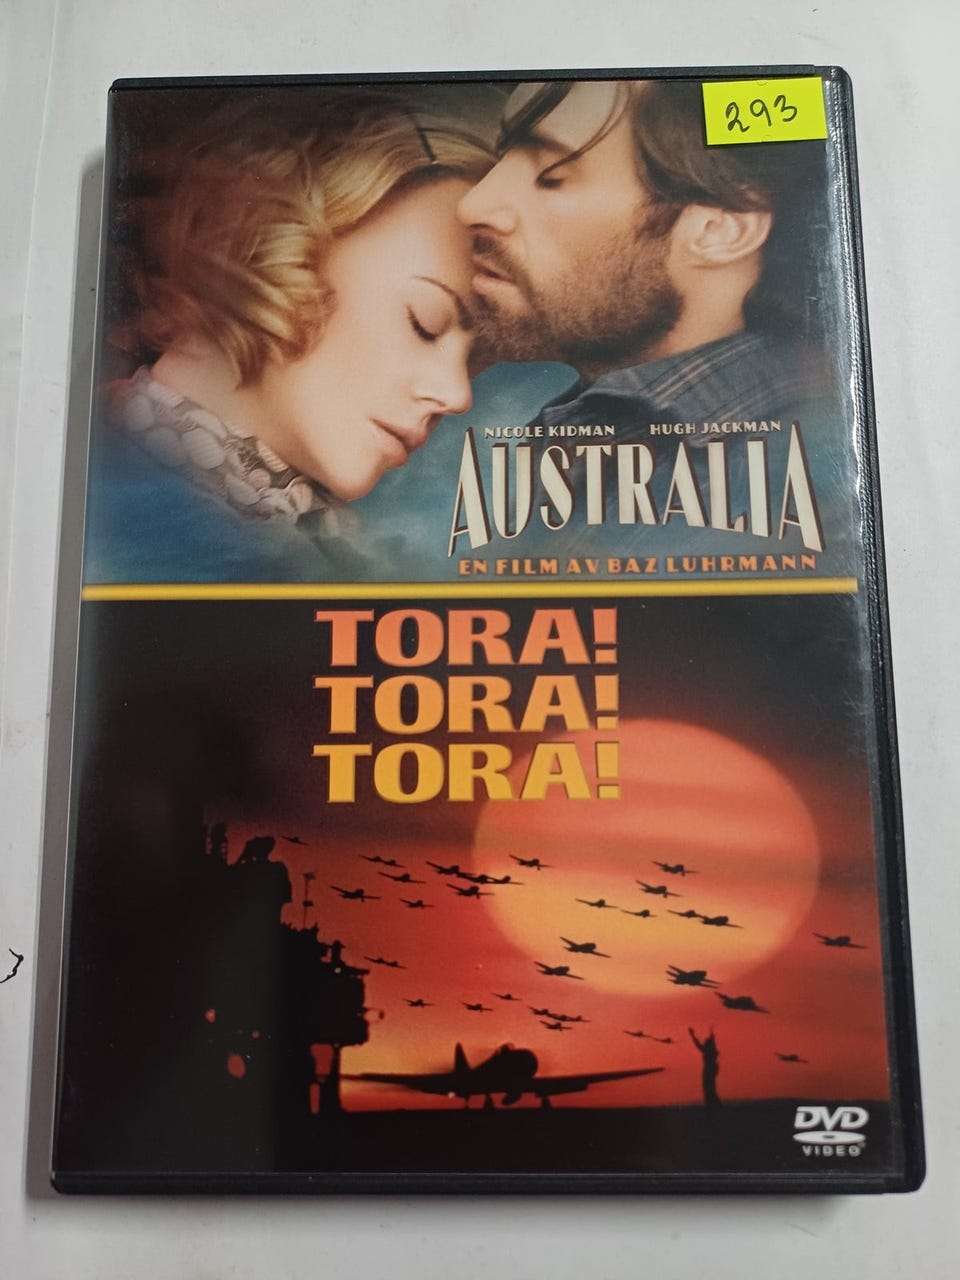 293
NICOLE KIDMAN HUGH JACKMAN
AUSTRALIA
EN FILM AV BAZ LUHRMANN
TORA!
TORA!
TORA!
DVD
VIDEO